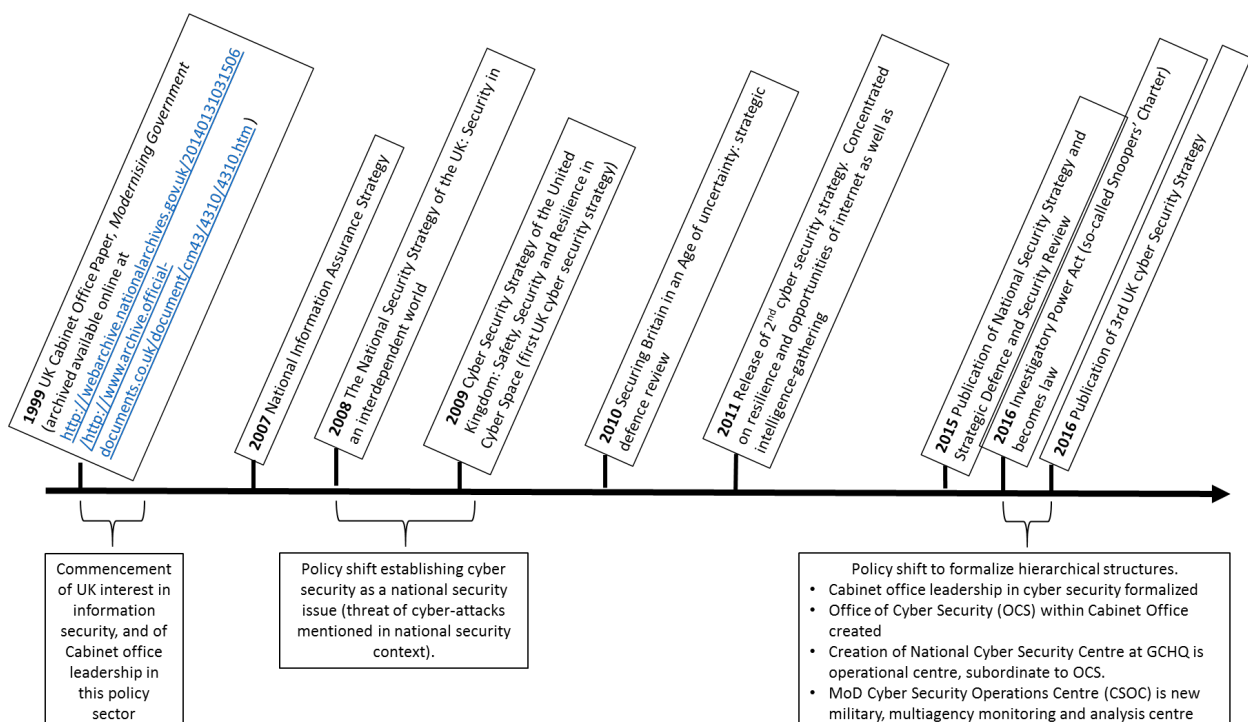 1999 UK Cabinet Office Paper, Modernising Government
(archived available online at
http://webarchive.nationalarchives.gov.uk/20140131031506
/http://www.archive.official-
documents.co.uk/document/cm43/4310/4310.htm)
2007 National Information Assurance Strategy
2008 The National Security Strategy of the UK: Security in
an interdependent world
2009 Cyber Security Strategy of the United
Kingdom: Safety, Security and Resilience in
Cyber Space (first UK cyber security strategy)
2010 Securing Britain in an Age of uncertainty: strategic
defence review
2011 Release of 2nd cyber security strategy. Concentrated
on resilience and opportunities of internet as well as
intelligence-gathering
2015 Publication of National Security Strategy and
Strategic Defence and Security Review
2016 Investigatory Power Act (so-called Snoopers' Charter)
becomes law
2016 Publication of 3rd UK cyber Security Strategy
Commencement
of UK interest in
information
security, and of
Cabinet office
leadership in
this policy
sector
Policy shift establishing cyber
security as a national security
issue (threat of cyber-attacks
mentioned in national security
context).
Policy shift to formalize hierarchical structures.
• Cabinet office leadership in cyber security formalized
• Office of Cyber Security (OCS) within Cabinet Office
created
• Creation of National Cyber Security Centre at GCHQ is
operational centre, subordinate to OCS.
• MoD Cyber Security Operations Centre (CSOC) is new
military, multiagency monitoring and analysis centre